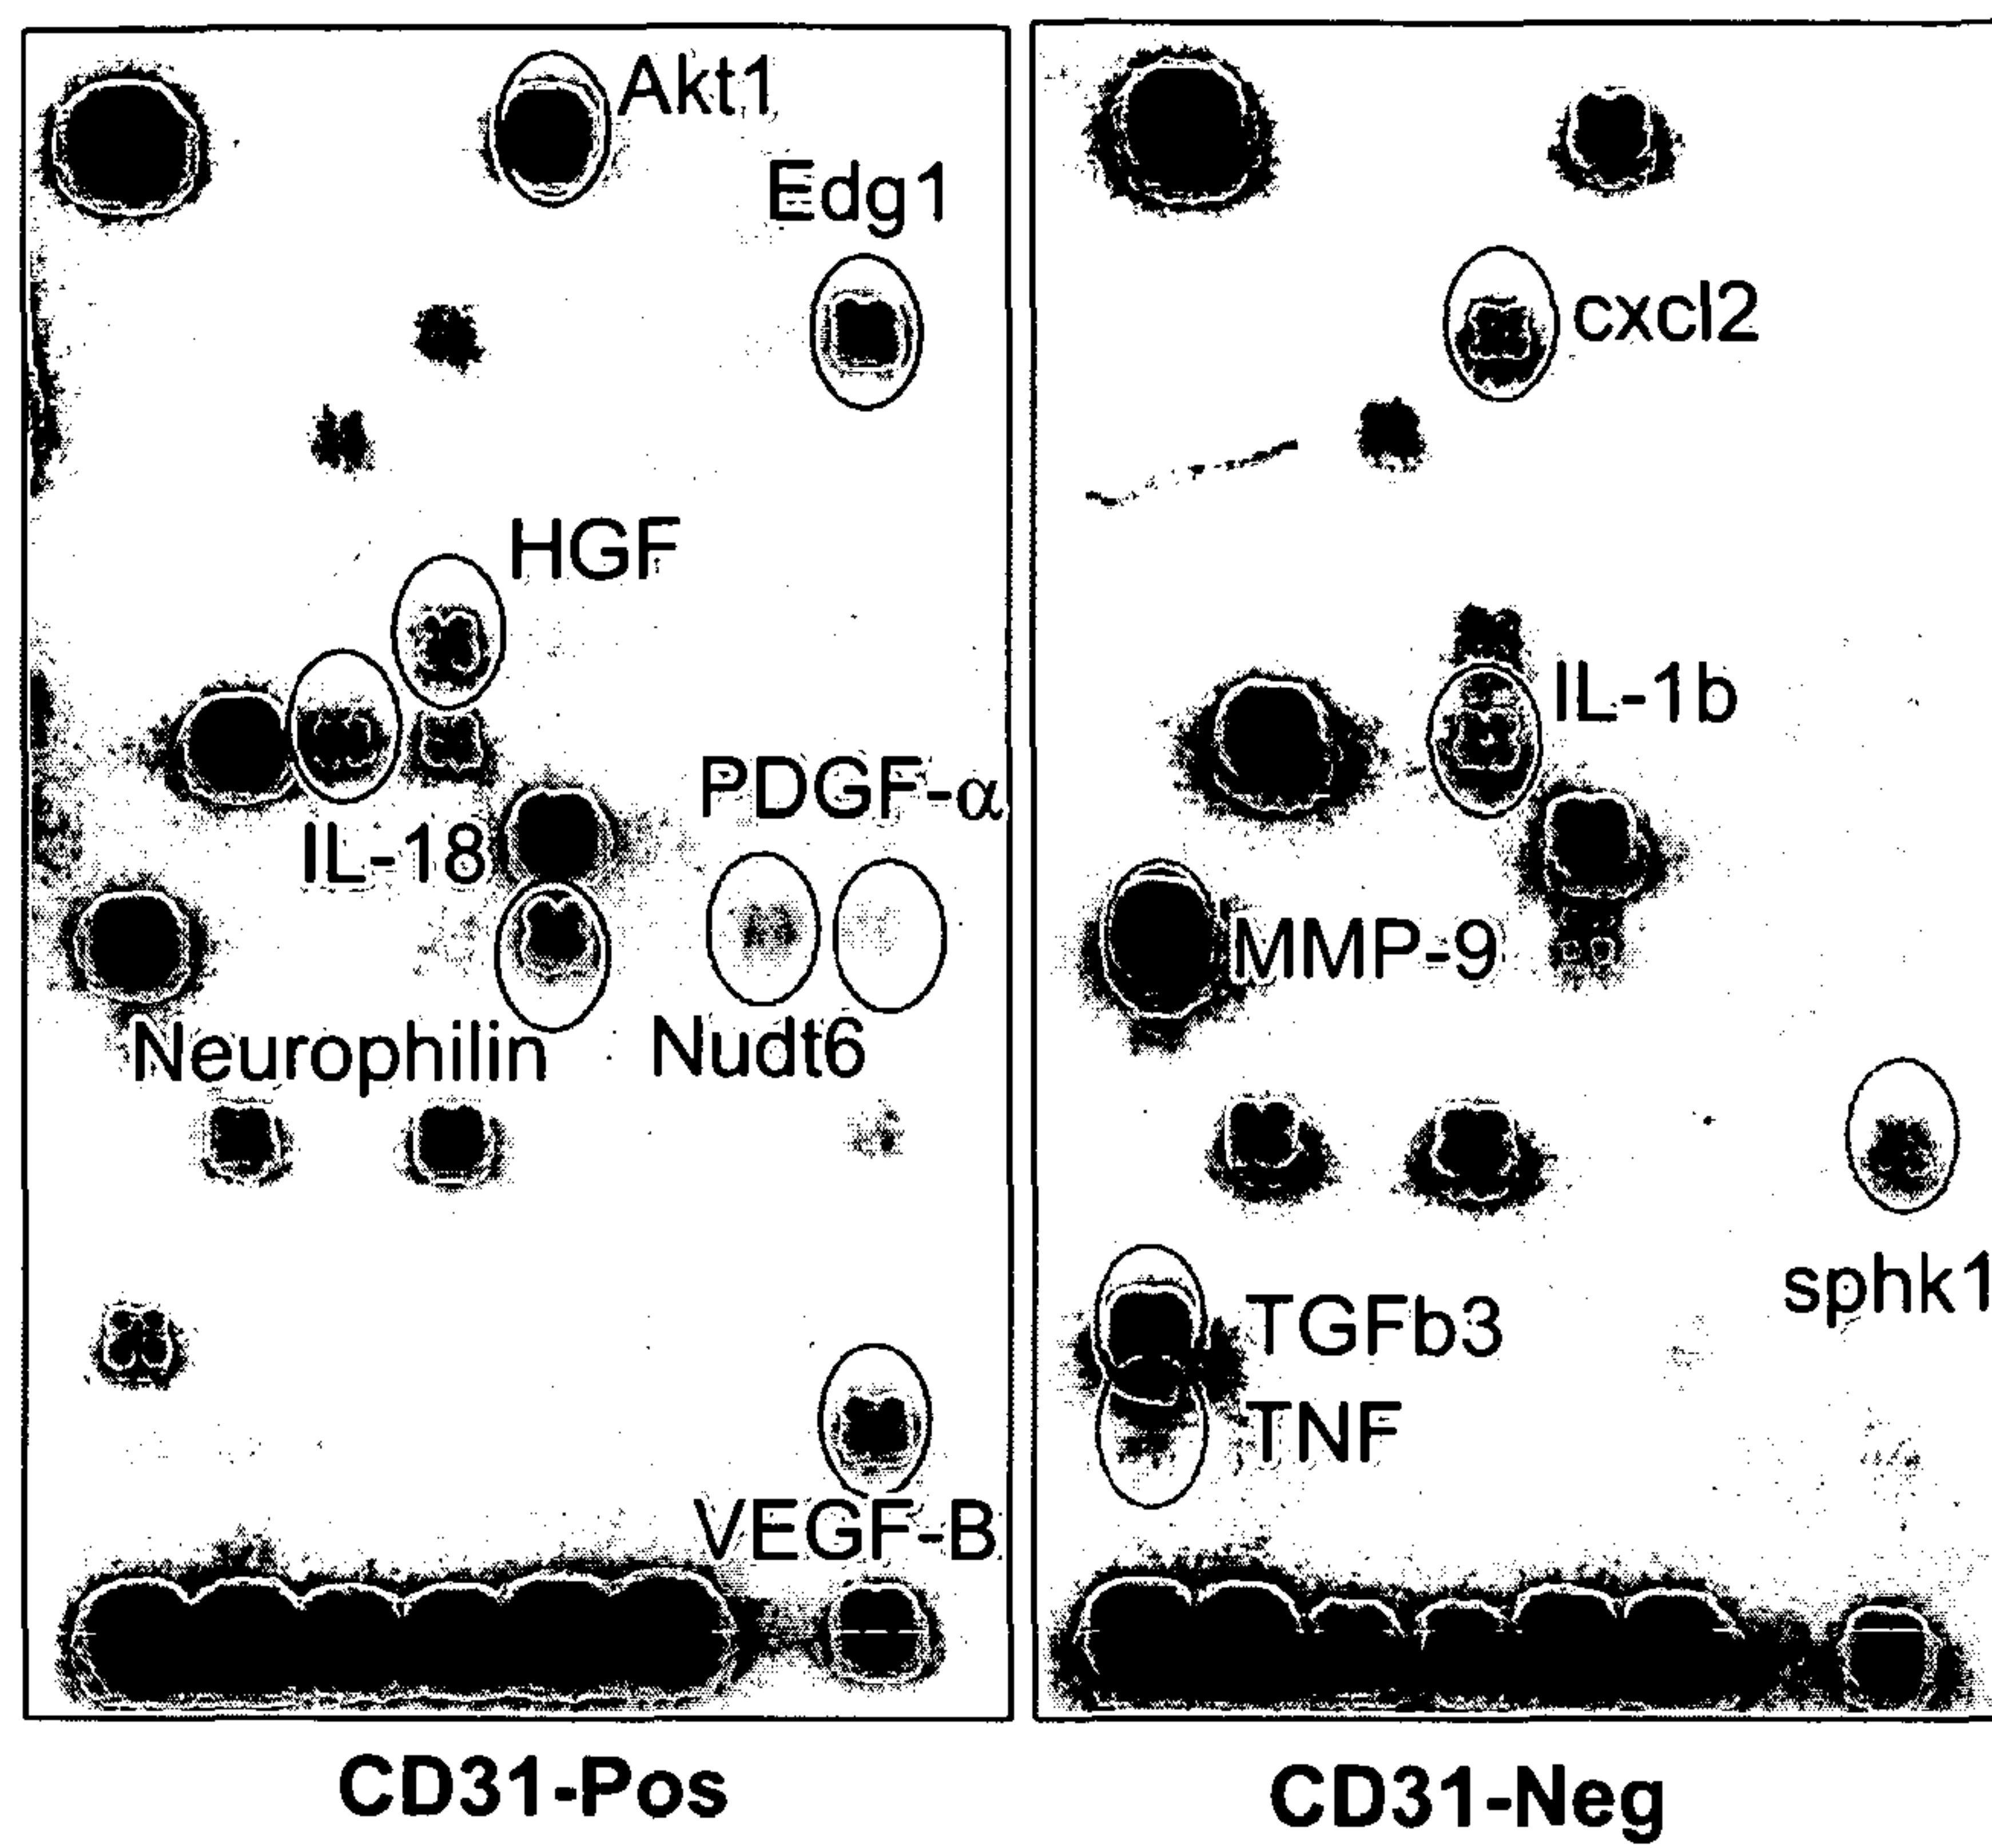 Akt1
Edg1
HGF
PDGF-α
IL-18
Neurophilin
Nudt6
VEGF-B
CD31-Pos
cxcl2
IL-1b
MMP-9
sphk1
TGFb3
TNF
CD31-Neg